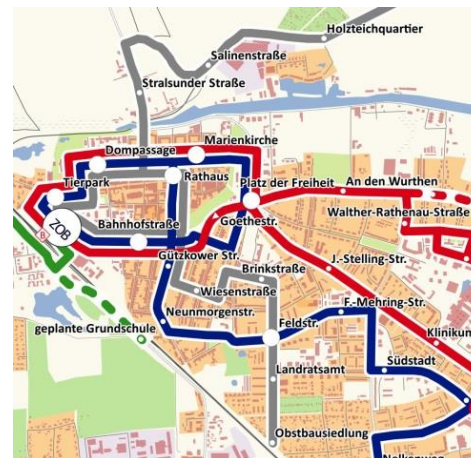 Holzteichquartier
Salinenstraße
Stralsunder Straße
Marienkirche
Dompassage
Rathaus
Tierpark
Platz der Freiheit
An den Wurthen
ZOB
Bahnhofstraße
Goethestr.
Walther-Rathenau-Straße
Gützkower Str.
J.-Stelling-Str.
Brinkstraße
Wiesenstraße
F.-Mehring-Str.
Neunmorgenstr.
Feldstr.
geplante Grundschule
Klinikum
Landratsamt
Südstadt
Obstbausiedlung
Nelkenweg